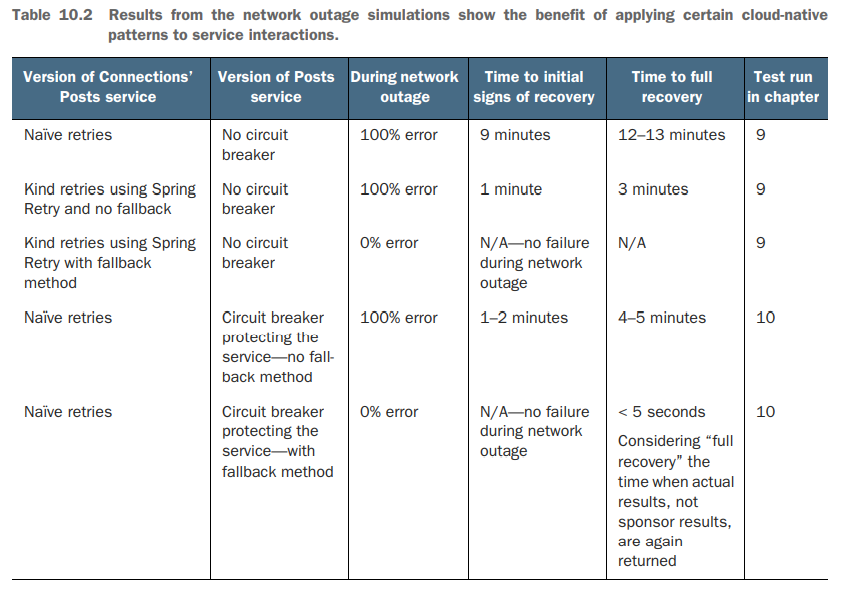 Table 10.2 Results from the network outage simulations show the benefit of applying certain cloud-native
patterns to service interactions.
Version of Connections' Posts service
Version of Posts service
During network outage
Time to initial signs of recovery
Time to full recovery
Test run in chapter
Naïve retries
No circuit
breaker
100% error
9 minutes
12–13 minutes
9
Kind retries using Spring
Retry and no fallback
No circuit
breaker
100% error
1 minute
3 minutes
9
Kind retries using Spring
Retry with fallback
method
No circuit
breaker
0% error
N/A—no failure
during network
outage
N/A
9
Naïve retries
Circuit breaker
protecting the
service—no fall-
back method
100% error
1–2 minutes
4–5 minutes
10
Naïve retries
Circuit breaker
protecting the
service—with
fallback method
0% error
N/A—no failure
during network
outage
< 5 seconds
Considering “full
recovery” the
time when actual
results, not
sponsor results,
are again
returned
10